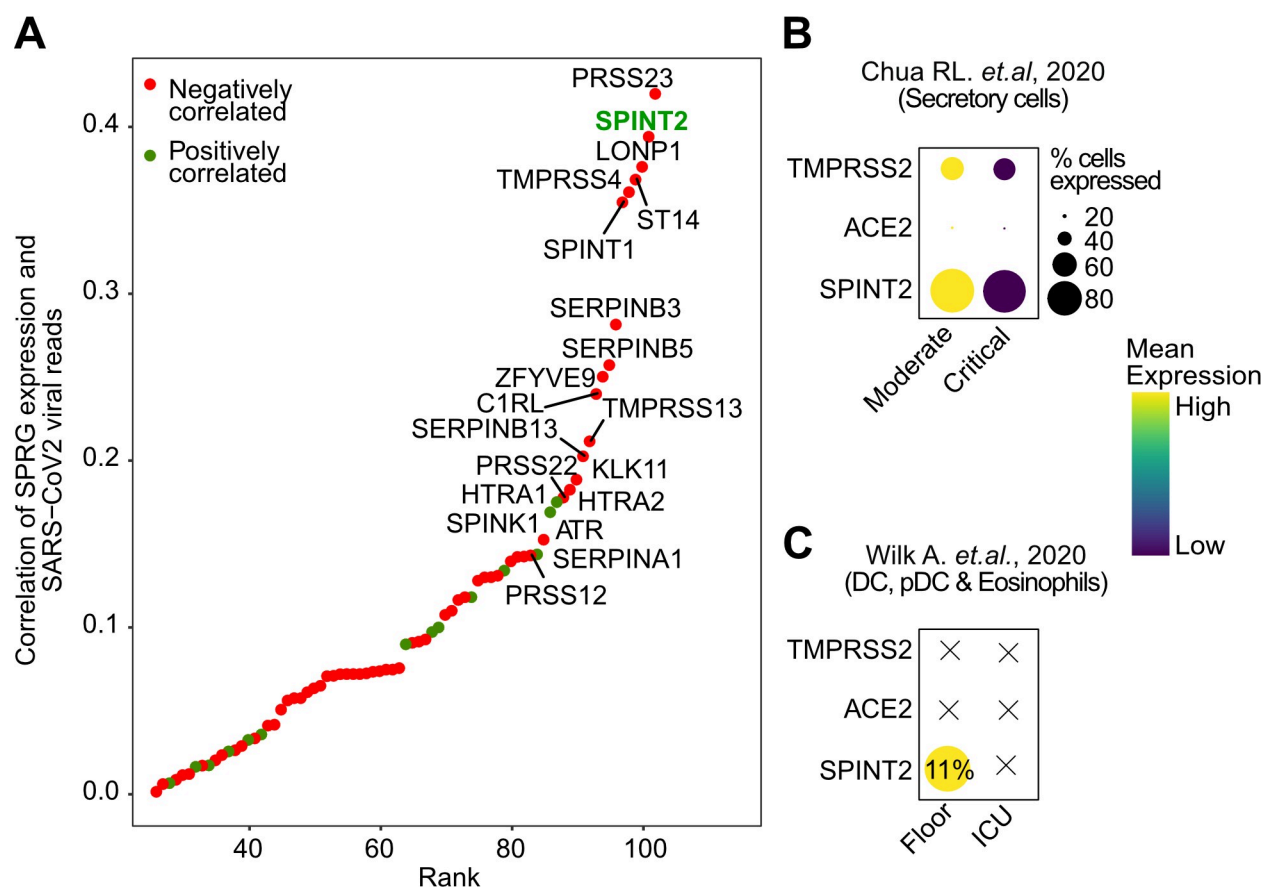 A
Correlation of SPRG expression and
SARS−CoV2 viral reads
0.4
0.3
0.2
0.1
0.0
Negatively
correlated
Positively
correlated
PRSS23
SPINT2
LONP1
TMPRSS4
ST14
SPINT1
SERPINB3
SERPINB5
ZFYVE9
C1RL
TMPRSS13
SERPINB13
PRSS22
KLK11
HTRA1
HTRA2
SPINK1
ATR
SERPINA1
PRSS12
40
60
80
100
Rank
B
Chua RL. et.al, 2020
(Secretory cells)
TMPRSS2
ACE2
SPINT2
Moderate
Critical
% cells
expressed
20
40
60
80
Mean
Expression
High
Low
C
Wilk A. et.al., 2020
(DC, pDC & Eosinophils)
TMPRSS2
ACE2
SPINT2
11%
Floor
ICU